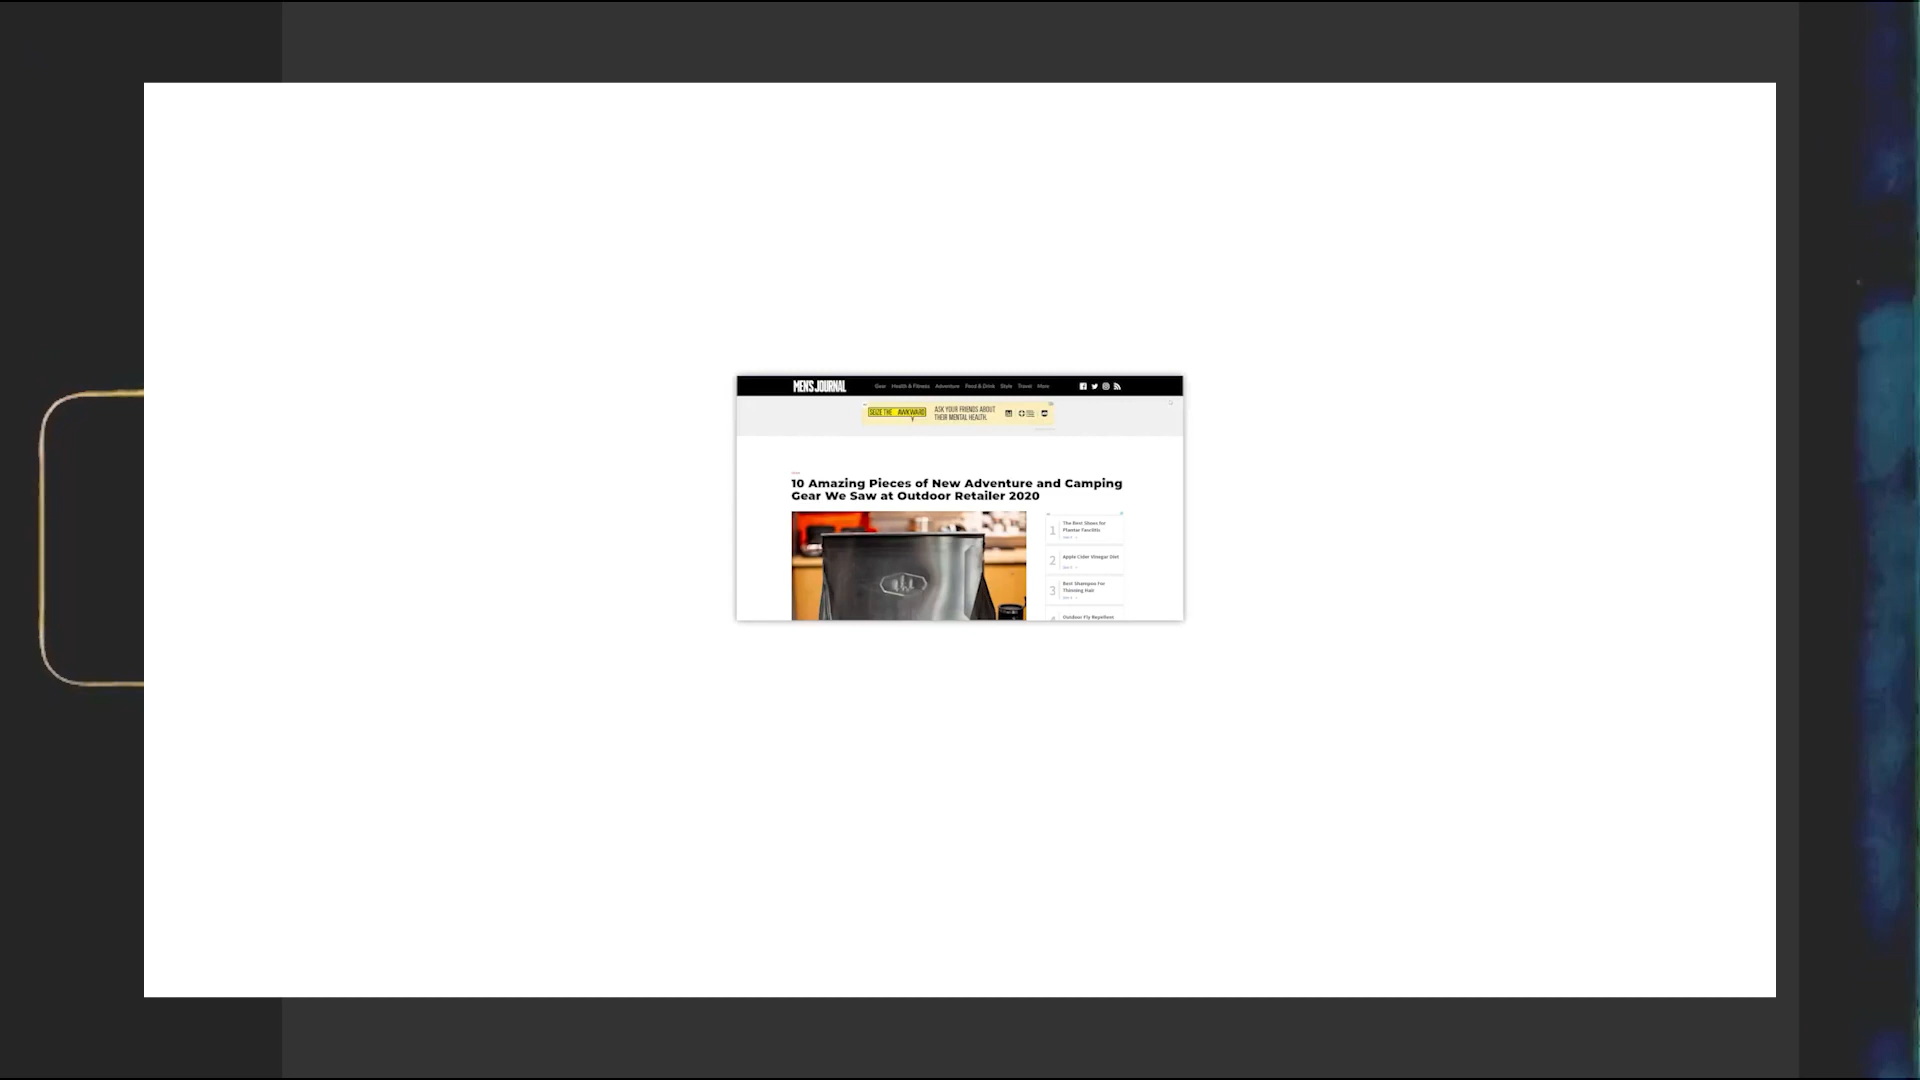 MEN'S JOURNAL
Gear Health & Fitness Adventure Food & Drink Style Travel More
SEIZE THE AWKWARD
ASK YOUR FRIENDS ABOUT
THEIR MENTAL HEALTH.
10 Amazing Pieces of New Adventure and Camping
Gear We Saw at Outdoor Retailer 2020
1 The Best Shoes for
Plantar Fasciitis
2 Apple Cider Vinegar Diet
3 Best Shampoo For
Thinning Hair
Outdoor Fly Repellent